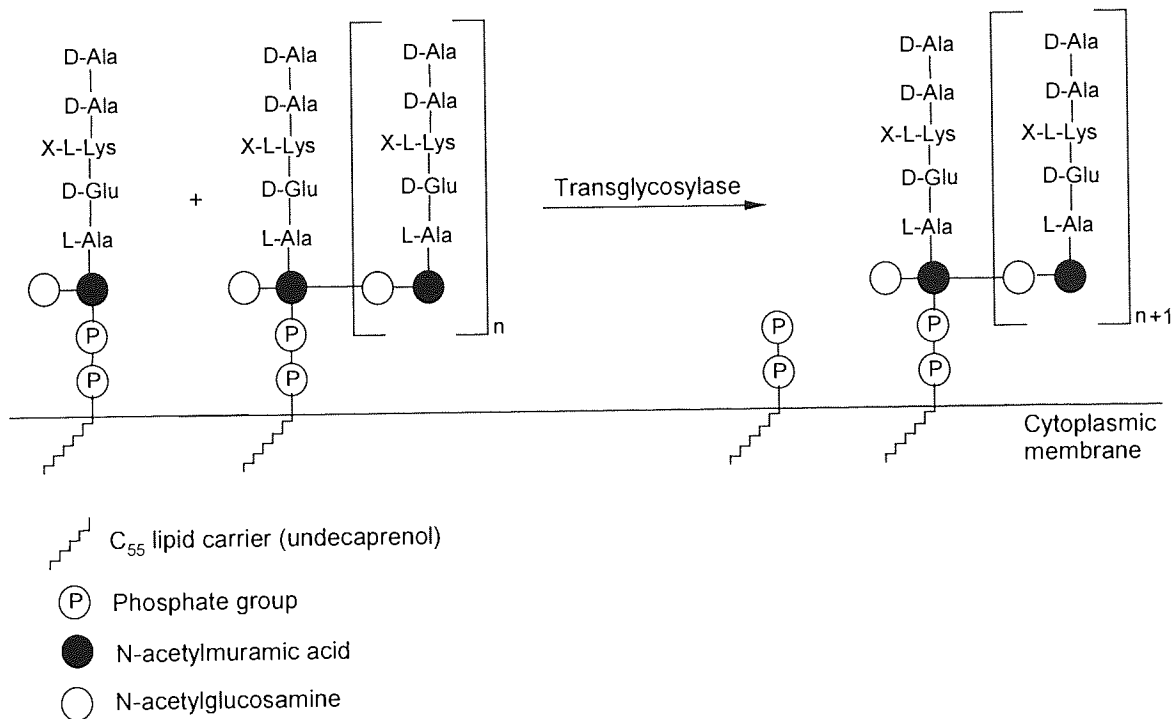 D-Ala
D-Ala
X-L-Lys
D-Glu
L-Ala
P
P
+
D-Ala
D-Ala
X-L-Lys
D-Glu
L-Ala
P
P
D-Ala
D-Ala
X-L-Lys
D-Glu
L-Ala
n
Transglycosylase
P
P
D-Ala
D-Ala
X-L-Lys
D-Glu
L-Ala
P
P
D-Ala
D-Ala
X-L-Lys
D-Glu
L-Ala
n+1
Cytoplasmic
membrane
C55 lipid carrier (undecaprenol)
P Phosphate group
N-acetylmuramic acid
N-acetylglucosamine